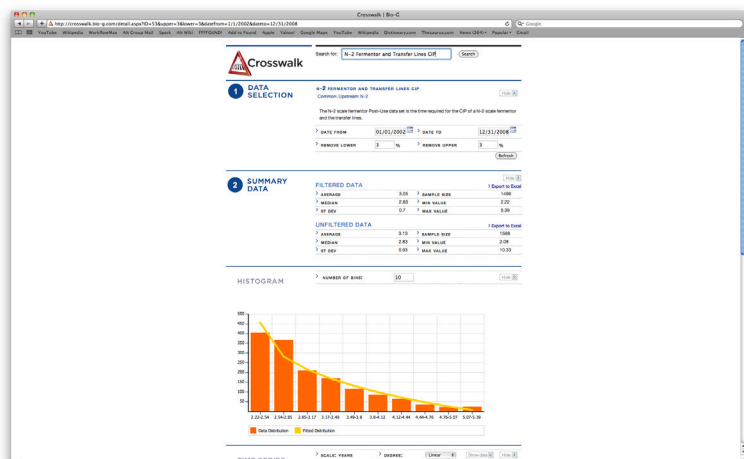 Crosswalk | Bio-G
http://crosswalk.bio-g.com/detail.aspx?ID=53&upper=3&lower=3&datefrom=1/1/2002&dateto=12/31/2008
Google
YouTube Wikipedia WorkflowMax Alt Group Mail Spark Alt Wiki FFFFOUND! Add to Found Apple Yahoo! Google Maps YouTube Wikipedia Dictionary.com Thesaurus.com News (204) Popular Gmail
Crosswalk
Search for: N-2 Fermentor and Transfer Lines CIP Search
1 DATA SELECTION
N-2 FERMENTOR AND TRANSFER LINES CIP
Common: Upstream: N-2
Hide
The N-2 scale fermentor Post-Use data set is the time required for the CIP of a N-2 scale fermentor
and the transfer lines.
DATE FROM 01/01/2002 DATE TO 12/31/2008
REMOVE LOWER 3 % REMOVE UPPER 3 %
Refresh
2 SUMMARY DATA
Hide
FILTERED DATA Export to Excel
AVERAGE 3.03 SAMPLE SIZE 1498
MEDIAN 2.83 MIN VALUE 2.22
ST DEV 0.7 MAX VALUE 5.39
UNFILTERED DATA Export to Excel
AVERAGE 3.13 SAMPLE SIZE 1588
MEDIAN 2.83 MIN VALUE 2.08
ST DEV 0.93 MAX VALUE 10.33
HISTOGRAM
NUMBER OF BINS: 10 Hide
500
450
400
350
300
250
200
150
100
50
2.22-2.54 2.54-2.85 2.85-3.17 3.17-3.49 3.49-3.8 3.8-4.12 4.12-4.44 4.44-4.76 4.76-5.07 5.07-5.39
Data Distribution Fitted Distribution
SCALE: YEARS DEGREE: Linear Show data Hide